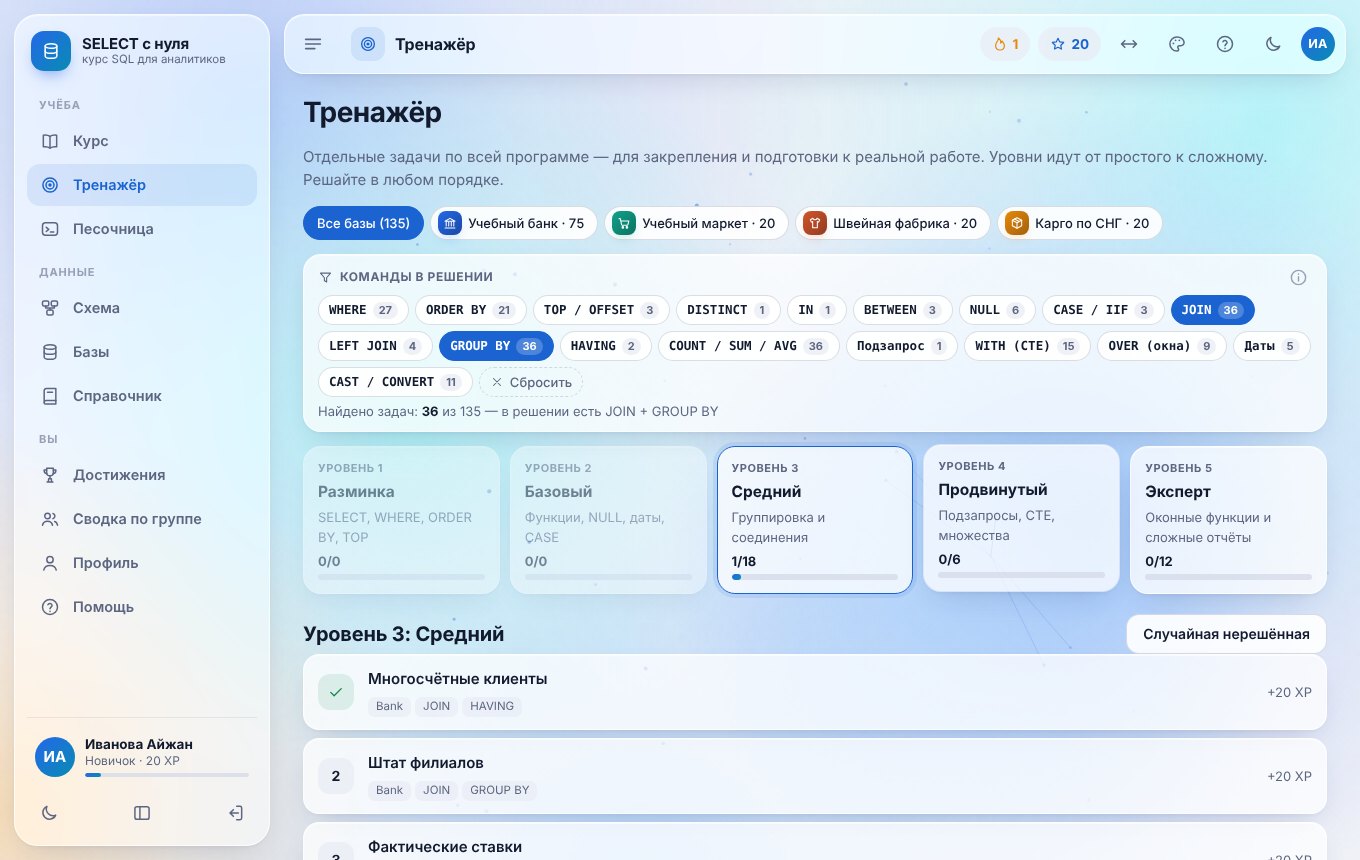 SELECT с нуля
курс SQL для аналитиков
УЧЁБА
Курс
Тренажёр
Песочница
ДАННЫЕ
Схема
Базы
Справочник
ВЫ
Достижения
Сводка по группе
Профиль
Помощь
ИА
Иванова Айжан
Новичок · 20 XP
Тренажёр
1
20
ИА
Тренажёр
Отдельные задачи по всей программе — для закрепления и подготовки к реальной работе. Уровни идут от простого к сложному.
Решайте в любом порядке.
Все базы (135) Учебный банк · 75 Учебный маркет · 20 Швейная фабрика · 20 Карго по СНГ · 20
КОМАНДЫ В РЕШЕНИИ
WHERE 27 ORDER BY 21 TOP / OFFSET 3 DISTINCT 1 IN 1 BETWEEN 3 NULL 6 CASE / IIF 3 JOIN 36
LEFT JOIN 4 GROUP BY 36 HAVING 2 COUNT / SUM / AVG 36 Подзапрос 1 WITH (CTE) 15 OVER (окна) 9 Даты 5
CAST / CONVERT 11 Сбросить
Найдено задач: 36 из 135 — в решении есть JOIN + GROUP BY
УРОВЕНЬ 1
Разминка
SELECT, WHERE, ORDER
BY, TOP
0/0
УРОВЕНЬ 2
Базовый
Функции, NULL, даты,
CASE
0/0
УРОВЕНЬ 3
Средний
Группировка и
соединения
1/18
УРОВЕНЬ 4
Продвинутый
Подзапросы, CTE,
множества
0/6
УРОВЕНЬ 5
Эксперт
Оконные функции и
сложные отчёты
0/12
Уровень 3: Средний
Случайная нерешённая
Многосчётные клиенты
Bank JOIN HAVING
+20 XP
2
Штат филиалов
Bank JOIN GROUP BY
+20 XP
3
Фактические ставки
+20 XP